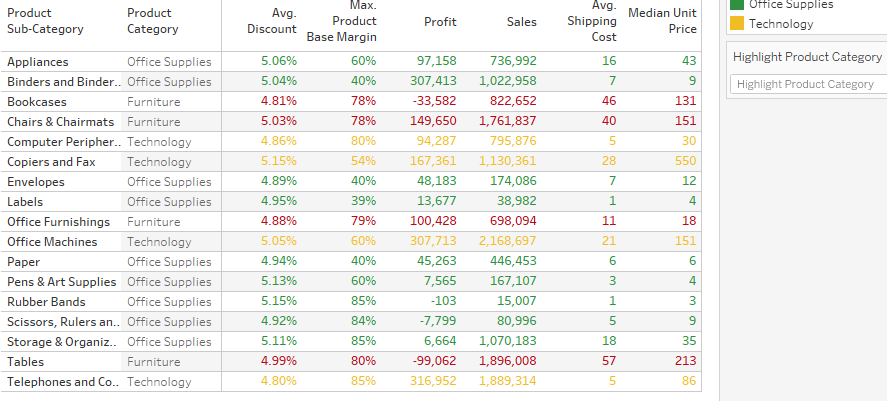 Product Sub-Category Product Category Avg. Discount Max. Product Base Margin Profit Sales Avg. Shipping Cost Median Unit Price
Appliances Office Supplies 5.06% 60% 97,158 736,992 16 43
Binders and Binder.. Office Supplies 5.04% 40% 307,413 1,022,958 7 9
Bookcases Furniture 4.81% 78% -33,582 822,652 46 131
Chairs & Chairmats Furniture 5.03% 78% 149,650 1,761,837 40 151
Computer Peripher.. Technology 4.86% 80% 94,287 795,876 5 30
Copiers and Fax Technology 5.15% 54% 167,361 1,130,361 28 550
Envelopes Office Supplies 4.89% 40% 48,183 174,086 7 12
Labels Office Supplies 4.95% 39% 13,677 38,982 1 4
Office Furnishings Furniture 4.88% 79% 100,428 698,094 11 18
Office Machines Technology 5.05% 60% 307,713 2,168,697 21 151
Paper Office Supplies 4.94% 40% 45,263 446,453 6 6
Pens & Art Supplies Office Supplies 5.13% 60% 7,565 167,107 3 4
Rubber Bands Office Supplies 5.15% 85% -103 15,007 1 3
Scissors, Rulers an.. Office Supplies 4.92% 84% -7,799 80,996 5 9
Storage & Organiz.. Office Supplies 5.11% 85% 6,664 1,070,183 18 35
Tables Furniture 4.99% 80% -99,062 1,896,008 57 213
Telephones and Co.. Technology 4.80% 85% 316,952 1,889,314 5 86
Office Supplies
Technology
Highlight Product Category
Highlight Product Category